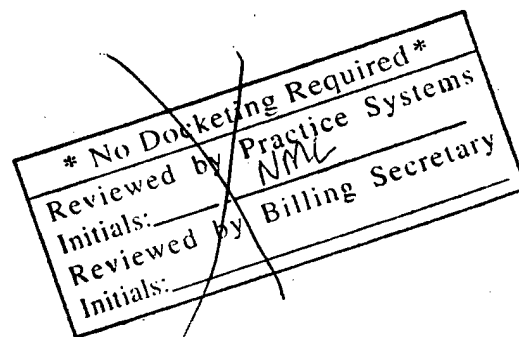 * No Docketing Required *
Reviewed by Practice Systems
Initials: NML
Reviewed by Billing Secretary
Initials: